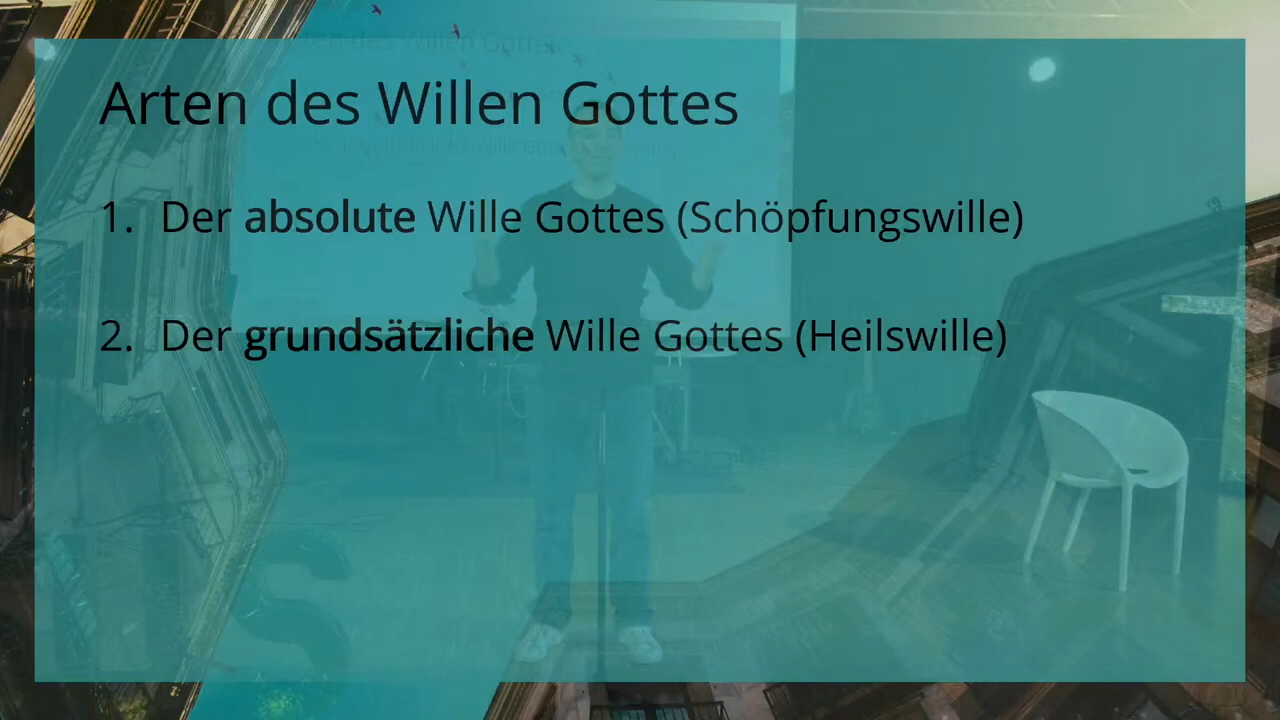 Arten des Willen Gottes
1. Der absolute Wille Gottes (Schöpfungswille)
2. Der grundsätzliche Wille Gottes (Heilswille)